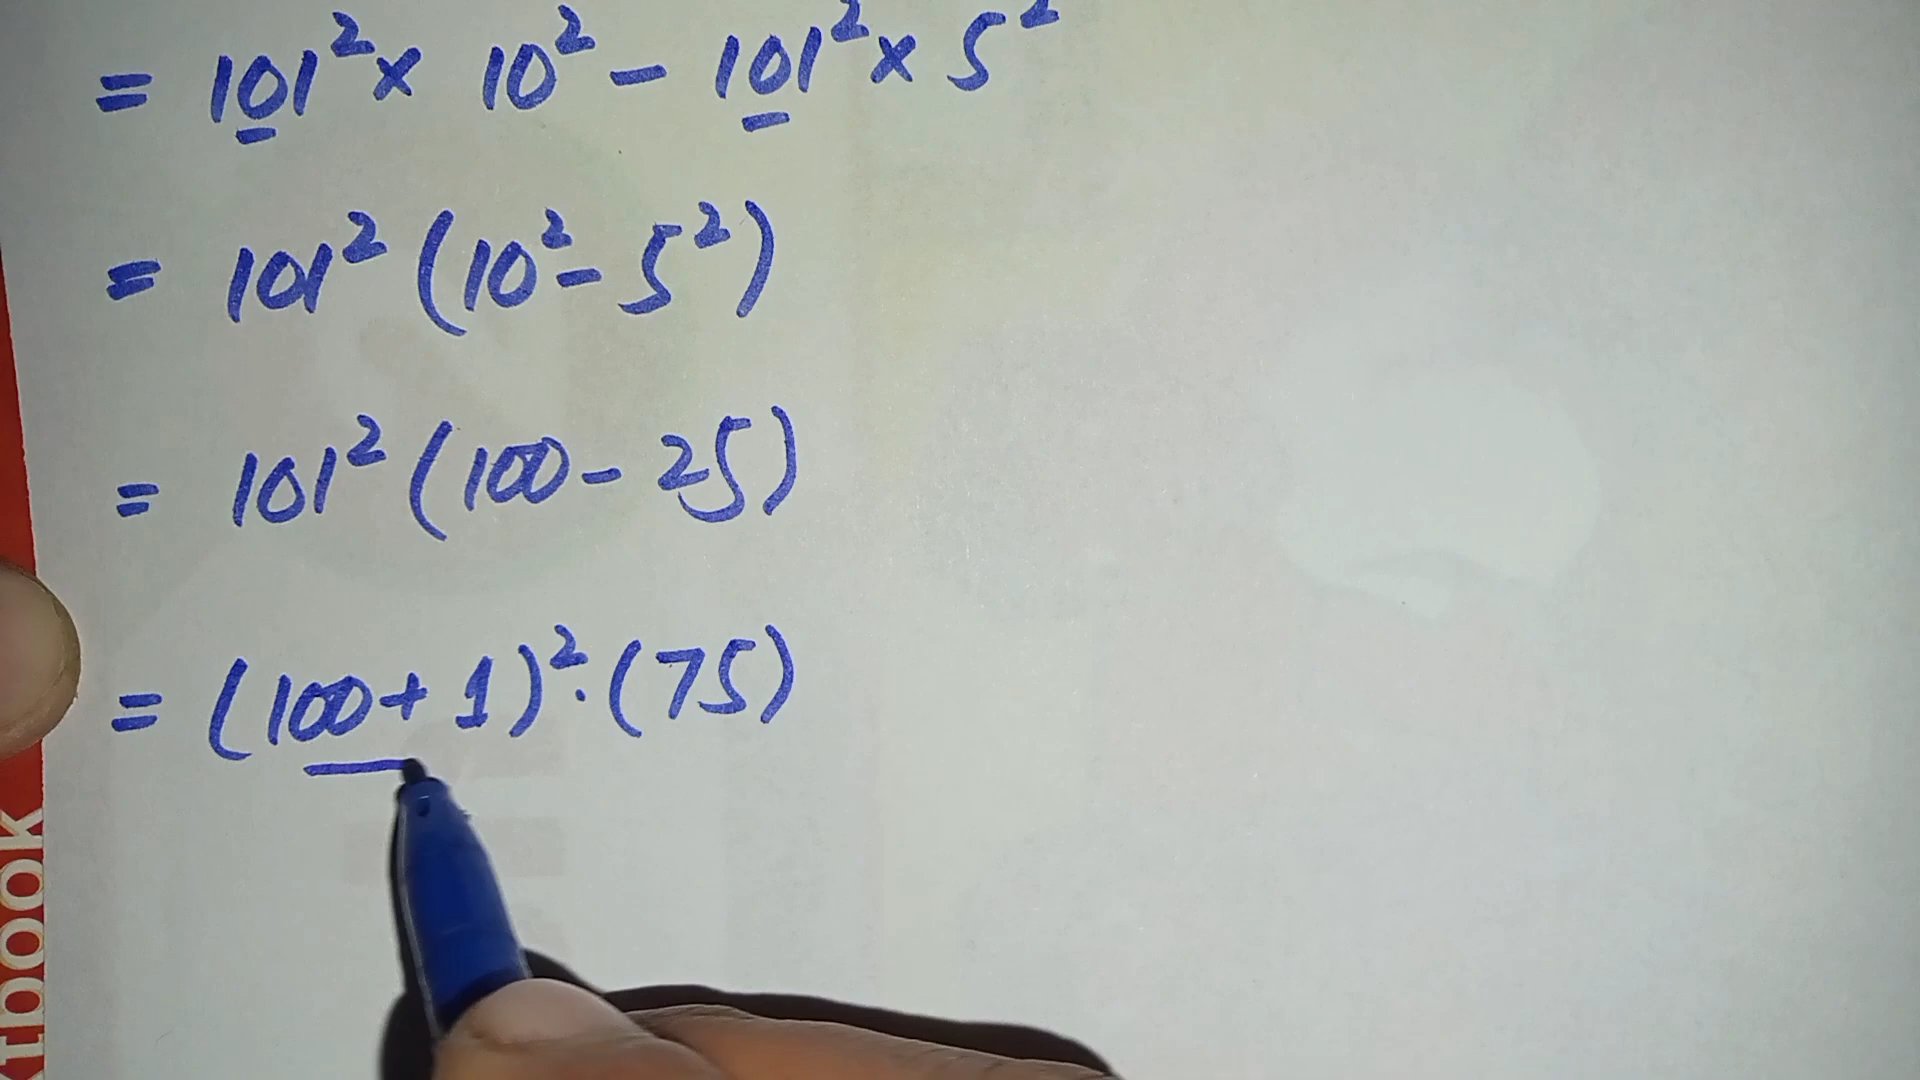 = 101² × 10² - 101² × 5²
= 101² (10² - 5²)
= 101² (100 - 25)
= (100 + 1)² · (75)
xtbook